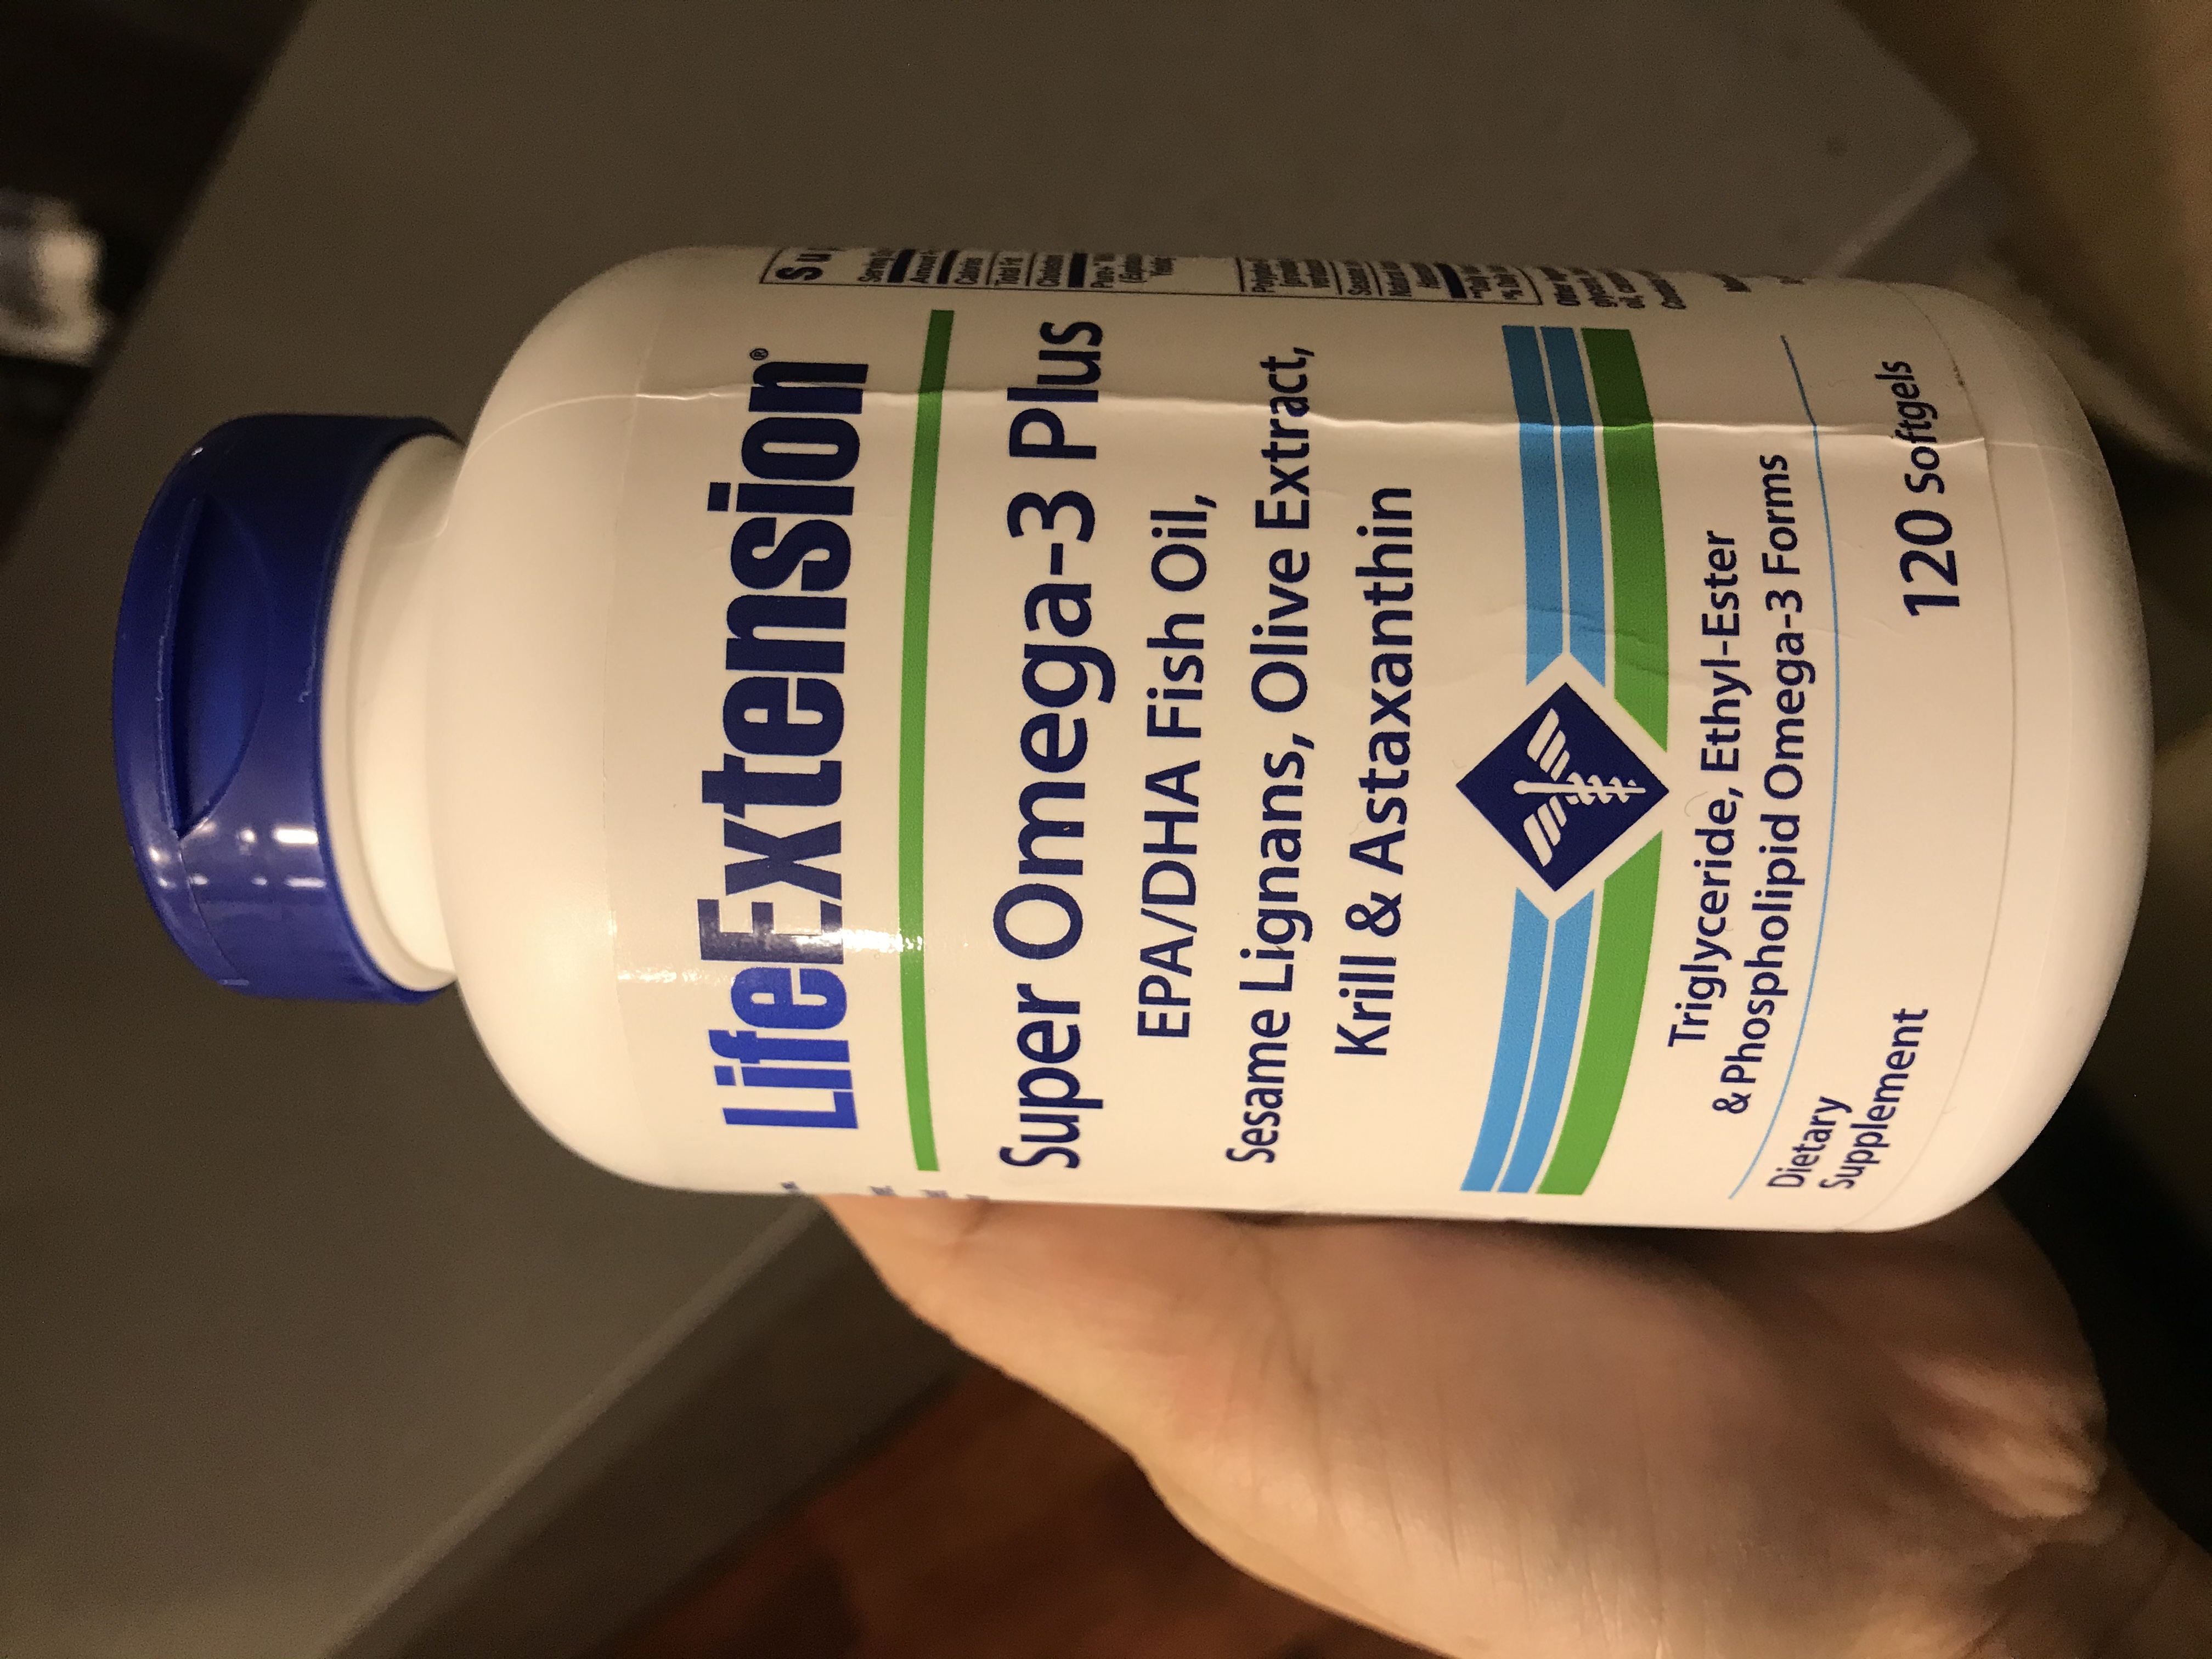 LifeExtension®
Super Omega-3 Plus
EPA/DHA Fish Oil,
Sesame Lignans, Olive Extract,
Krill & Astaxanthin
Triglyceride, Ethyl-Ester
& Phospholipid Omega-3 Forms
Dietary
Supplement
120 Softgels